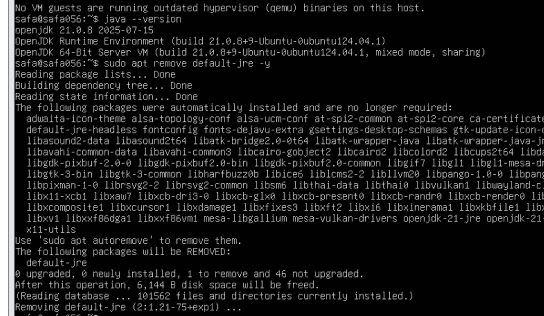 No VM guests are running outdated hypervisor (qemu) binaries on this host.
safa@safa056:~$ java --version
openjdk 21.0.8 2025-07-15
OpenJDK Runtime Environment (build 21.0.8+9-Ubuntu-0ubuntu124.04.1)
OpenJDK 64-Bit Server VM (build 21.0.8+9-Ubuntu-0ubuntu124.04.1, mixed mode, sharing)
safa@safa056:~$ sudo apt remove default-jre -y
Reading package lists... Done
Building dependency tree... Done
Reading state information... Done
The following packages were automatically installed and are no longer required:
adwaita-icon-theme alsa-topology-conf alsa-ucm-conf at-spi2-common at-spi2-core ca-certificate
default-jre-headless fontconfig fonts-dejavu-extra gsettings-desktop-schemas gtk-update-icon-c
libasound2-data libasound2t64 libatk-bridge2.0-0t64 libatk-wrapper-java libatk-wrapper-java-jn
libavahi-common-data libavahi-common3 libcairo-gobject2 libcairo2 libcolord2 libcups2t64 libda
libgdk-pixbuf-2.0-0 libgdk-pixbuf2.0-bin libgdk-pixbuf2.0-common libgif7 libgl1 libgl1-mesa-dr
libgtk-3-bin libgtk-3-common libharfbuzz0b libice6 liblcms2-2 libllvm20 libpango-1.0-0 libpang
libpixman-1-0 librsvg2-2 librsvg2-common libsm6 libthai-data libthai0 libvulkan1 libwayland-c
libx11-xcb1 libxaw7 libxcb-dri3-0 libxcb-glx0 libxcb-present0 libxcb-randr0 libxcb-render0 lib
libxcomposite1 libxcursor1 libxdamage1 libxfixes3 libxft2 libxi6 libxinerama1 libxkbfile1 libx
libxv1 libxxf86dga1 libxxf86vm1 mesa-libgallium mesa-vulkan-drivers openjdk-21-jre openjdk-21-
x11-utils
Use 'sudo apt autoremove' to remove them.
The following packages will be REMOVED:
default-jre
0 upgraded, 0 newly installed, 1 to remove and 46 not upgraded.
After this operation, 6,144 B disk space will be freed.
(Reading database ... 101562 files and directories currently installed.)
Removing default-jre (2:1.21-75+exp1) ...